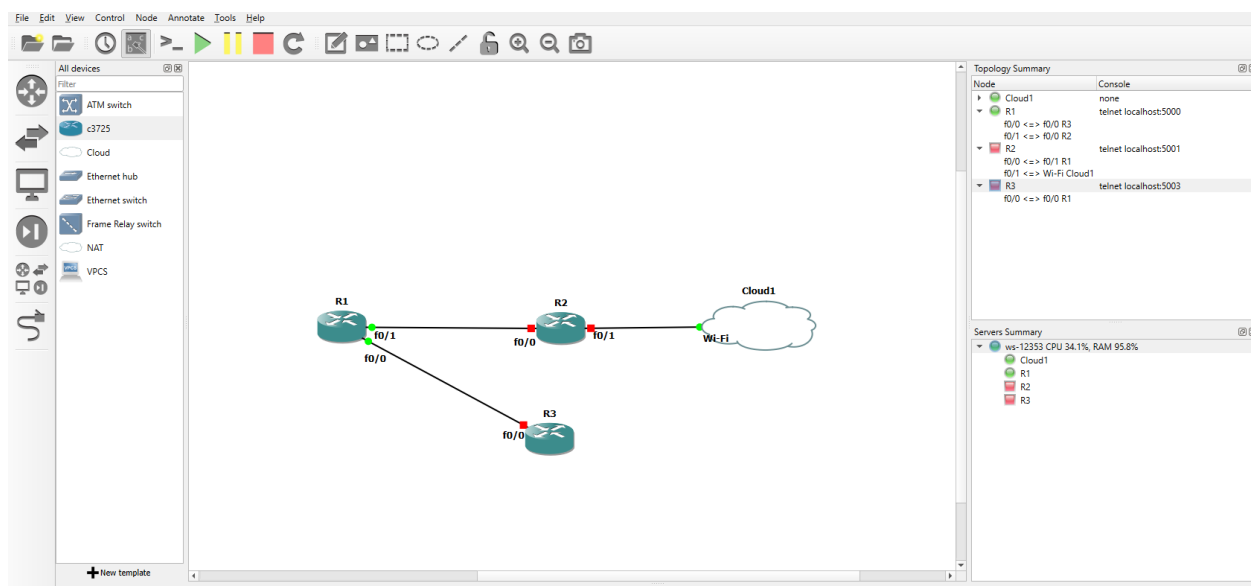 File Edit View Control Node Annotate Tools Help
All devices
Filter
ATM switch
c3725
Cloud
Ethernet hub
Ethernet switch
Frame Relay switch
NAT
VPCS
New template
R1
f0/1
f0/0
R2
f0/0
f0/1
Cloud1
Wi-Fi
R3
f0/0
Topology Summary
Node Console
Cloud1 none
R1 telnet localhost:5000
f0/0 <=> f0/0 R3
f0/1 <=> f0/0 R2
R2 telnet localhost:5001
f0/0 <=> f0/1 R1
f0/1 <=> Wi-Fi Cloud1
R3 telnet localhost:5003
f0/0 <=> f0/0 R1
Servers Summary
ws-12353 CPU 34.1%, RAM 95.8%
Cloud1
R1
R2
R3